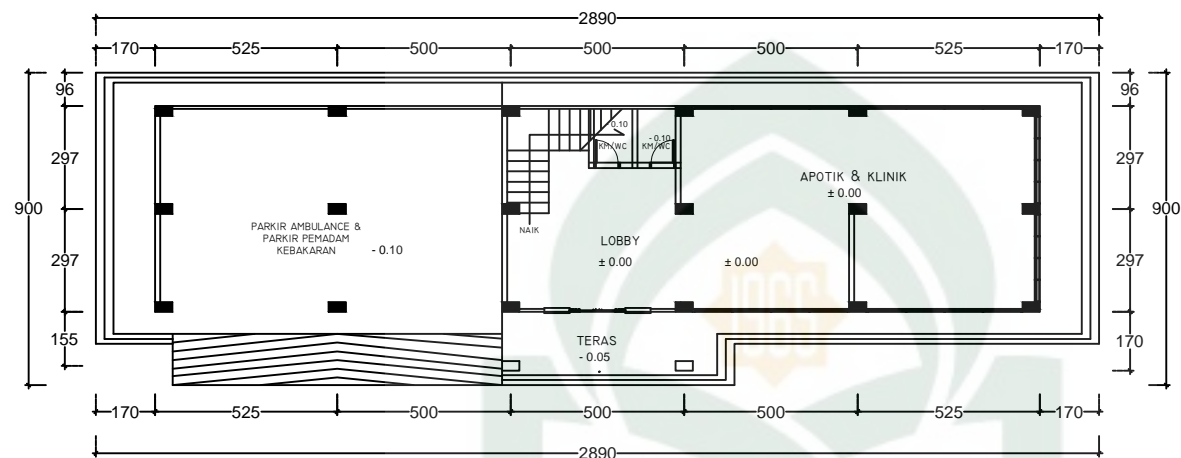 2890
170 525 500 500 500 525 170
96 96
297 297
900 900
297 297
155 170
0.10
KM/WC
- 0.10
KM/WC
APOTIK & KLINIK
± 0.00
PARKIR AMBULANCE &
PARKIR PEMADAM
KEBAKARAN - 0.10
NAIK
LOBBY
± 0.00 ± 0.00
TERAS
- 0.05
170 525 500 500 500 525 170
2890